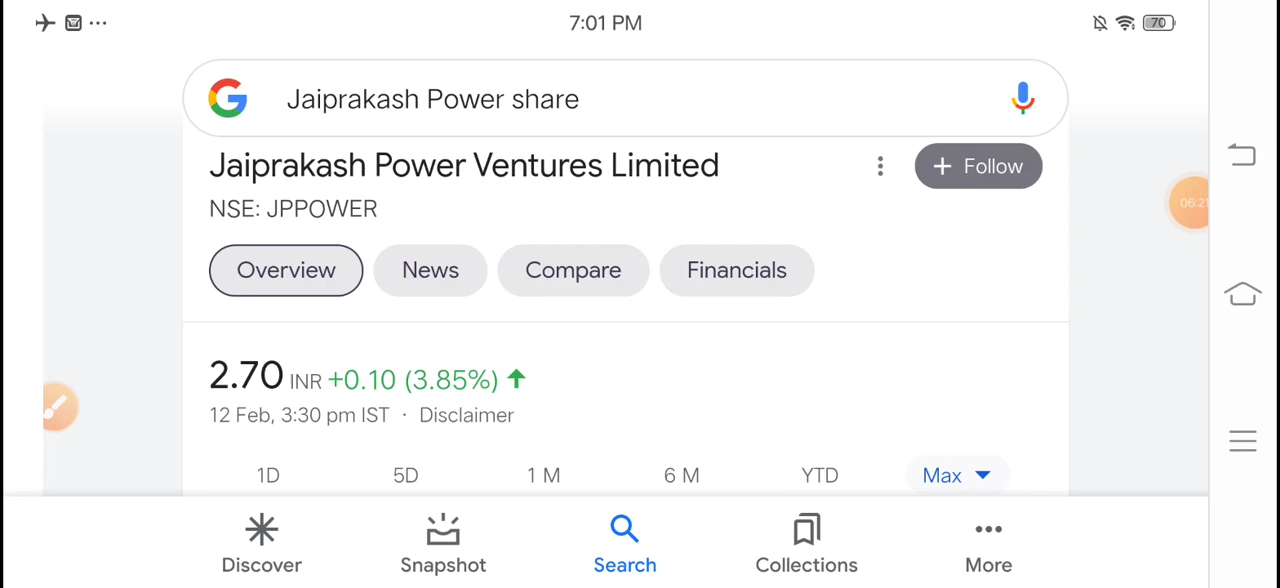 7:01 PM
70
Jaiprakash Power share
Jaiprakash Power Ventures Limited
+ Follow
NSE: JPPOWER
06:21
Overview News Compare Financials
2.70 INR +0.10 (3.85%) ↑
12 Feb, 3:30 pm IST · Disclaimer
1D 5D 1 M 6 M YTD Max
Discover Snapshot Search Collections More